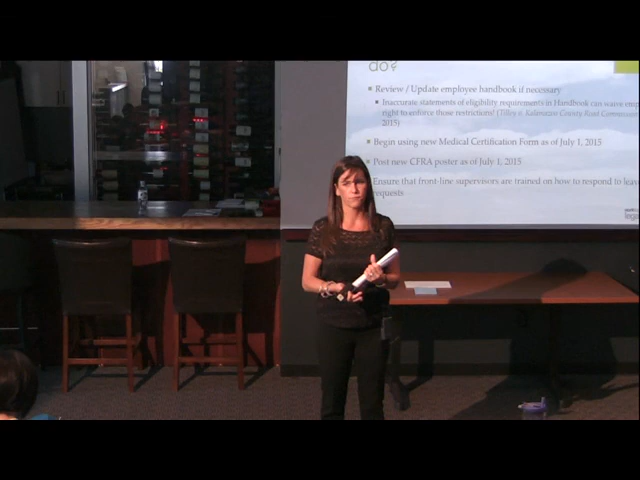 do?
Review / Update employee handbook if necessary
Inaccurate statements of eligibility requirements in Handbook can waive
right to enforce those restrictions! (Tilley v. Kalamazoo County Road
2015)
Begin using new Medical Certification Form as of July 1, 2015
Post new CFRA poster as of July 1, 2015
Ensure that front-line supervisors are trained on how to respond to
requests
lega